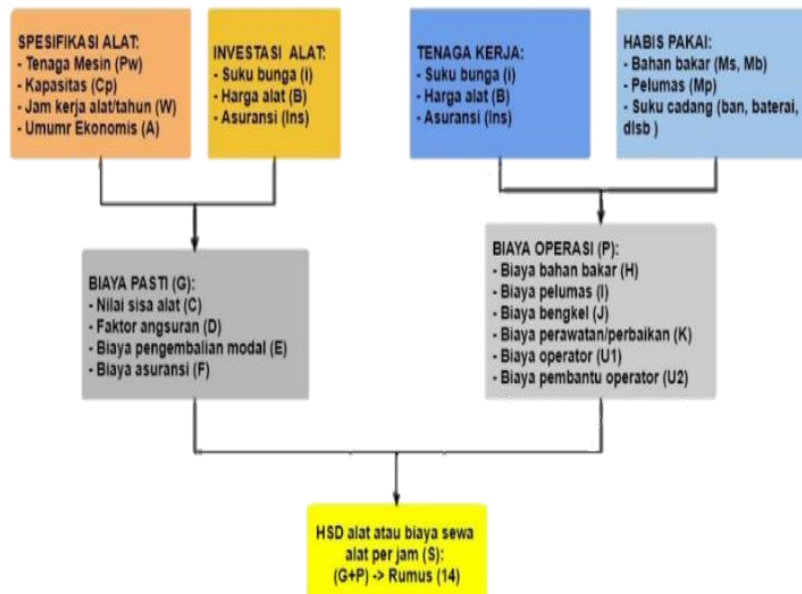 SPESIFIKASI ALAT:
- Tenaga Mesin (Pw)
- Kapasitas (Cp)
- Jam kerja alat/tahun (W)
- Umumr Ekonomis (A)
INVESTASI ALAT:
- Suku bunga (i)
- Harga alat (B)
- Asuransi (Ins)
TENAGA KERJA:
- Suku bunga (i)
- Harga alat (B)
- Asuransi (Ins)
HABIS PAKAI:
- Bahan bakar (Ms, Mb)
- Pelumas (Mp)
- Suku cadang (ban, baterai,
dlsb )
BIAYA PASTI (G):
- Nilai sisa alat (C)
- Faktor angsuran (D)
- Biaya pengembalian modal (E)
- Biaya asuransi (F)
BIAYA OPERASI (P):
- Biaya bahan bakar (H)
- Biaya pelumas (I)
- Biaya bengkel (J)
- Biaya perawatan/perbaikan (K)
- Biaya operator (U1)
- Biaya pembantu operator (U2)
HSD alat atau biaya sewa
alat per jam (S):
(G+P) -> Rumus (14)